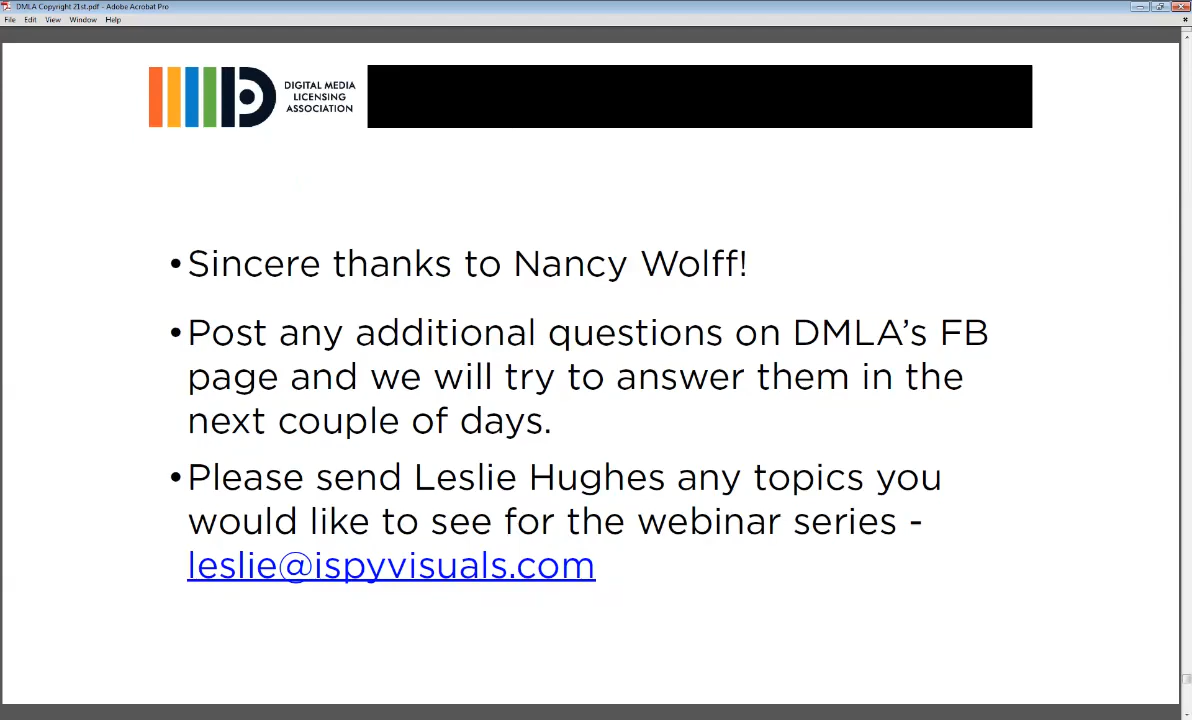 DMLA Copyright 21st.pdf - Adobe Acrobat Pro
File Edit View Window Help
DIGITAL MEDIA
LICENSING
ASSOCIATION
•Sincere thanks to Nancy Wolff!
•Post any additional questions on DMLA’s FB
page and we will try to answer them in the
next couple of days.
•Please send Leslie Hughes any topics you
would like to see for the webinar series -
leslie@ispyvisuals.com